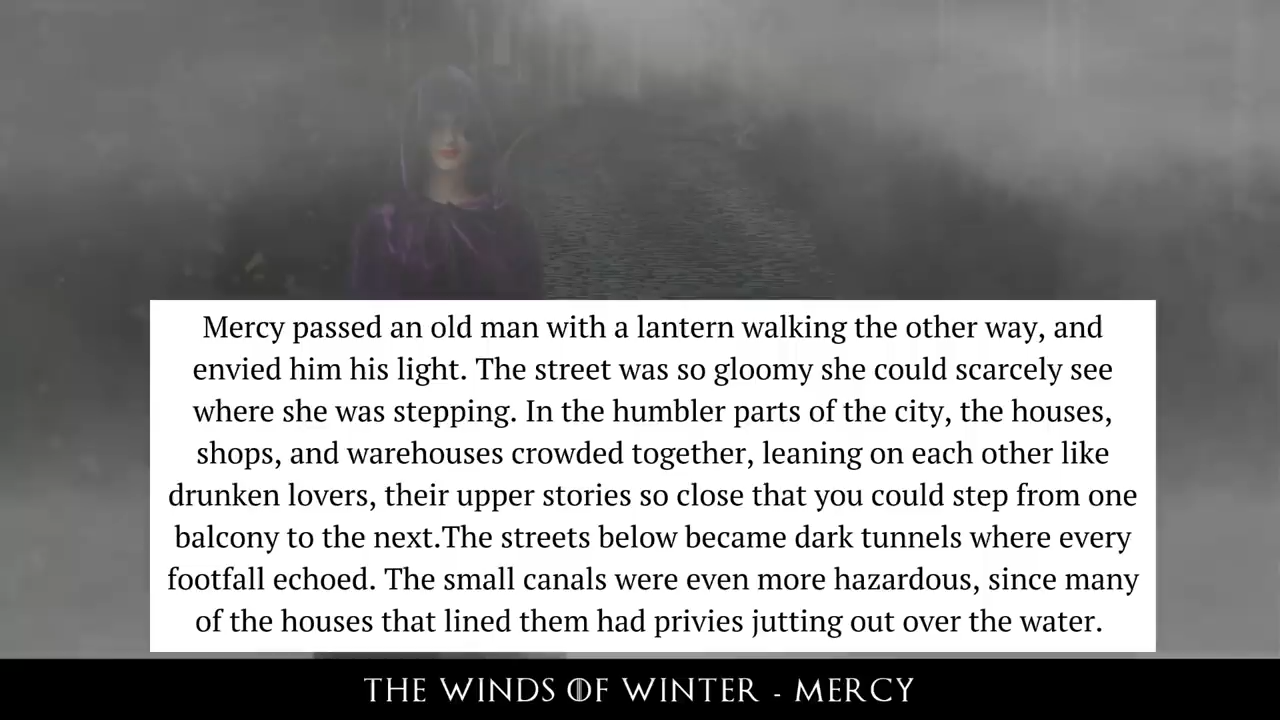 Mercy passed an old man with a lantern walking the other way, and
envied him his light. The street was so gloomy she could scarcely see
where she was stepping. In the humbler parts of the city, the houses,
shops, and warehouses crowded together, leaning on each other like
drunken lovers, their upper stories so close that you could step from one
balcony to the next.The streets below became dark tunnels where every
footfall echoed. The small canals were even more hazardous, since many
of the houses that lined them had privies jutting out over the water.
THE WINDS OF WINTER - MERCY